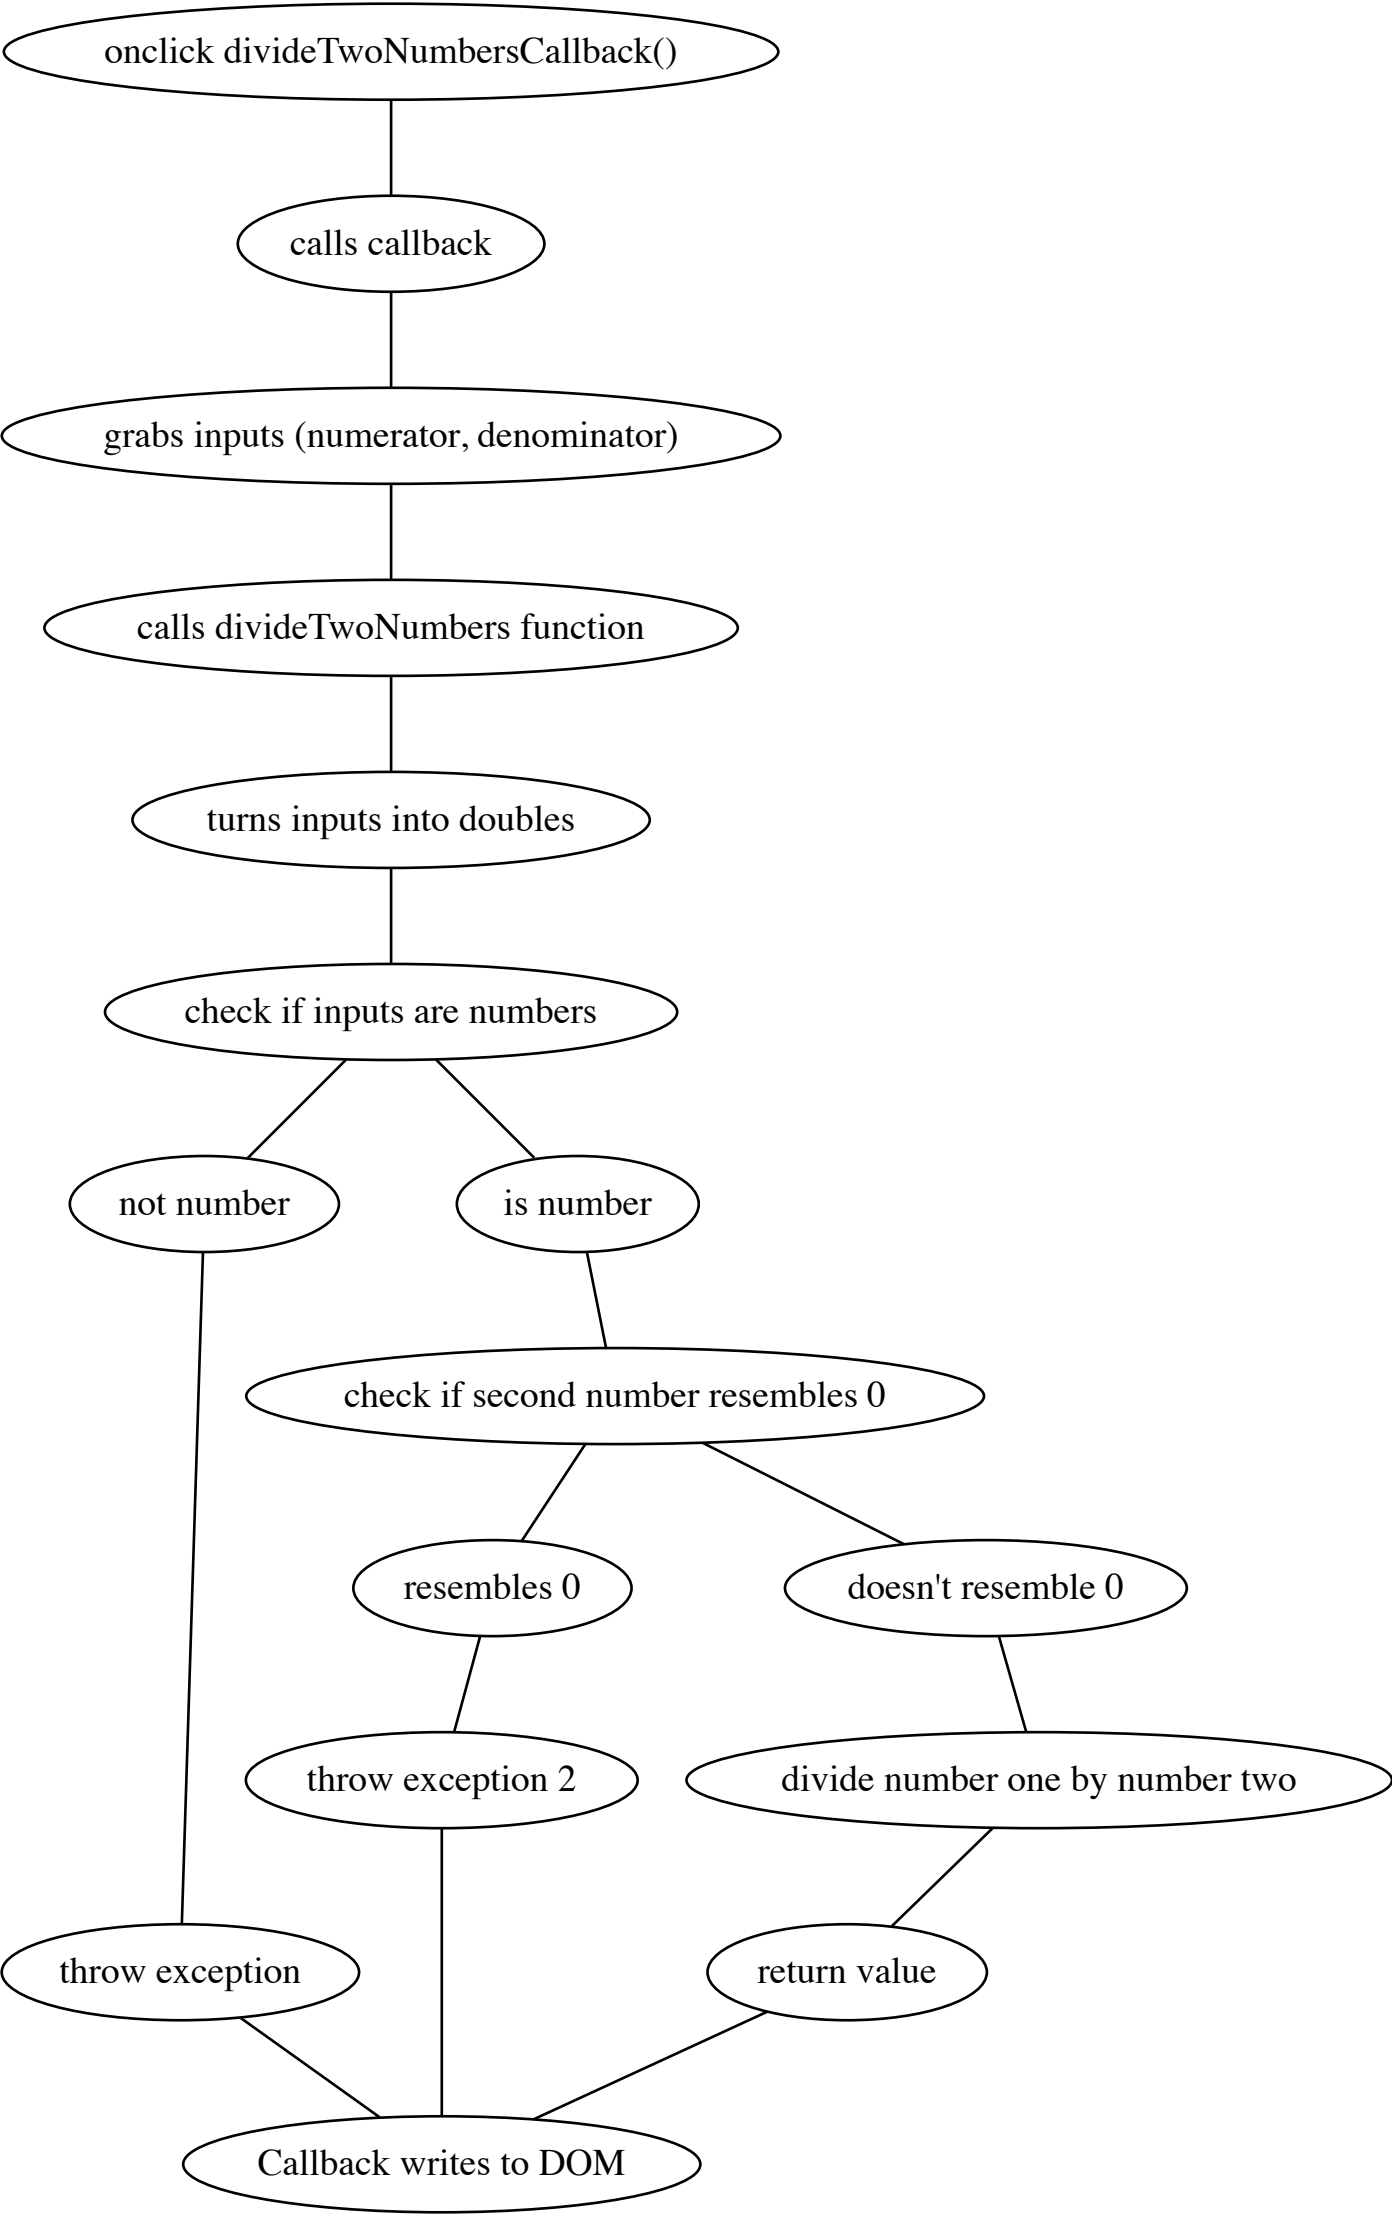 onclick divideTwoNumbersCallback()
calls callback
grabs inputs (numerator, denominator)
calls divideTwoNumbers function
turns inputs into doubles
check if inputs are numbers
not number
is number
check if second number resembles 0
resembles 0
doesn't resemble 0
throw exception 2
divide number one by number two
throw exception
return value
Callback writes to DOM